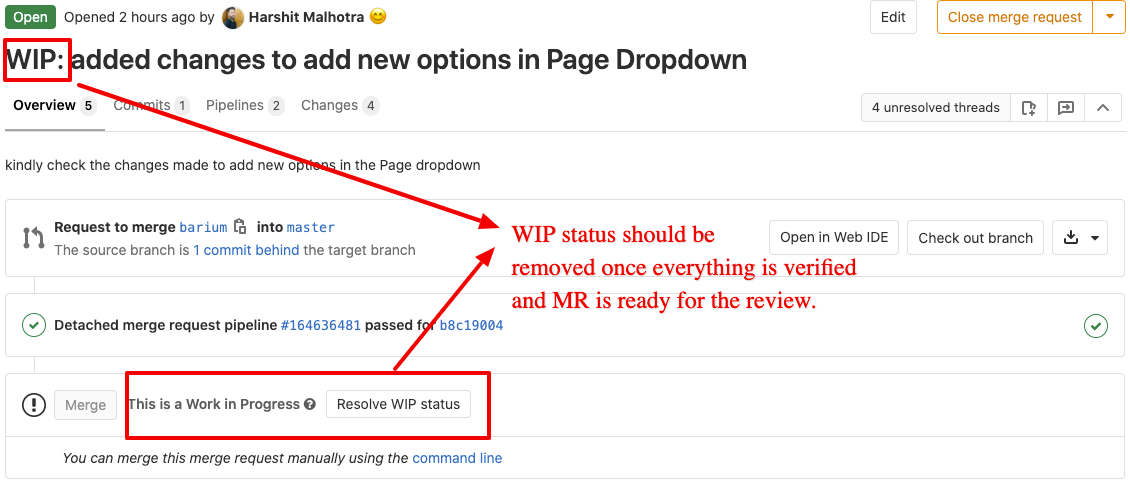 Open Opened 2 hours ago by Harshit Malhotra 😊 Edit Close merge request
WIP: added changes to add new options in Page Dropdown
Overview 5 Commits 1 Pipelines 2 Changes 4 4 unresolved threads
kindly check the changes made to add new options in the Page dropdown
Request to merge barium into master Open in Web IDE Check out branch
The source branch is 1 commit behind the target branch
WIP status should be
removed once everything is verified
and MR is ready for the review.
Detached merge request pipeline #164636481 passed for b8c19004
Merge This is a Work in Progress Resolve WIP status
You can merge this merge request manually using the command line